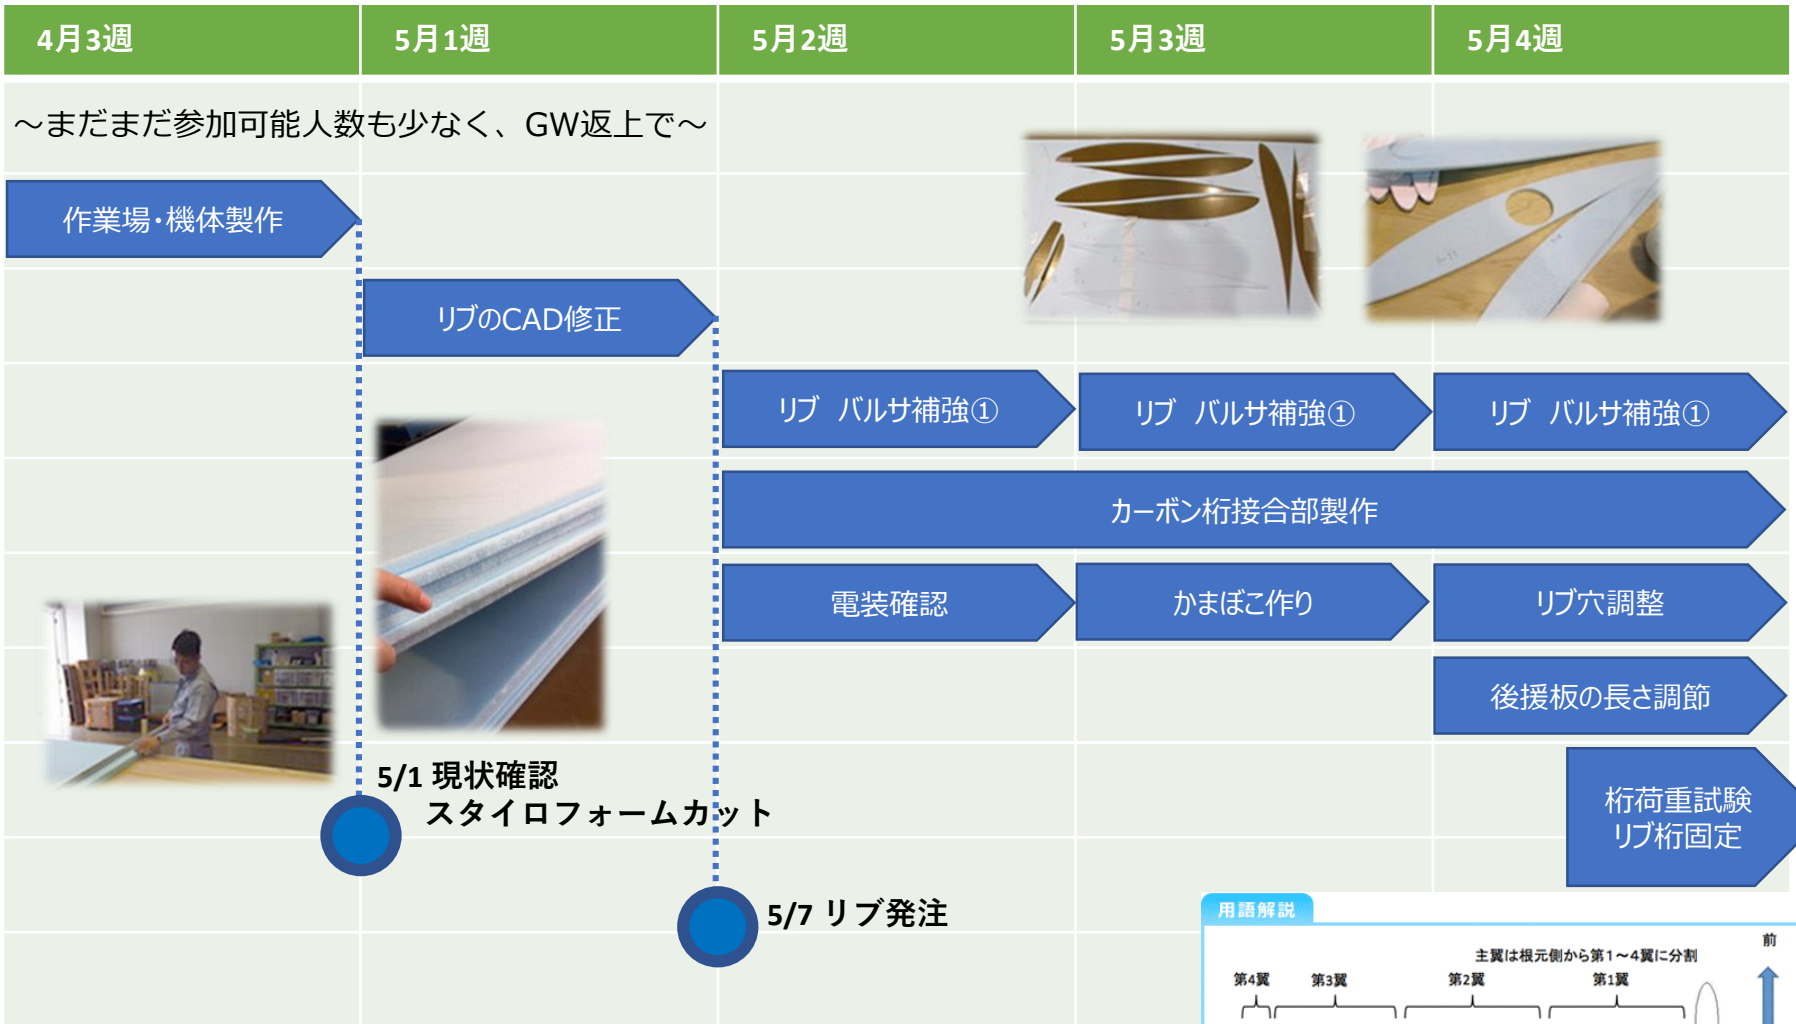 4月3週
5月1週
5月2週
5月3週
5月4週
～まだまだ参加可能人数も少なく、GW返上で～
作業場・機体製作
リブのCAD修正
リブ　バルサ補強①
リブ　バルサ補強①
リブ　バルサ補強①
カーボン桁接合部製作
電装確認
かまぼこ作り
リブ穴調整
後援板の長さ調節
桁荷重試験
リブ桁固定
5/1 現状確認
スタイロフォームカット
5/7 リブ発注
用語解説
前
主翼は根元側から第1～4翼に分割
第4翼
第3翼
第2翼
第1翼